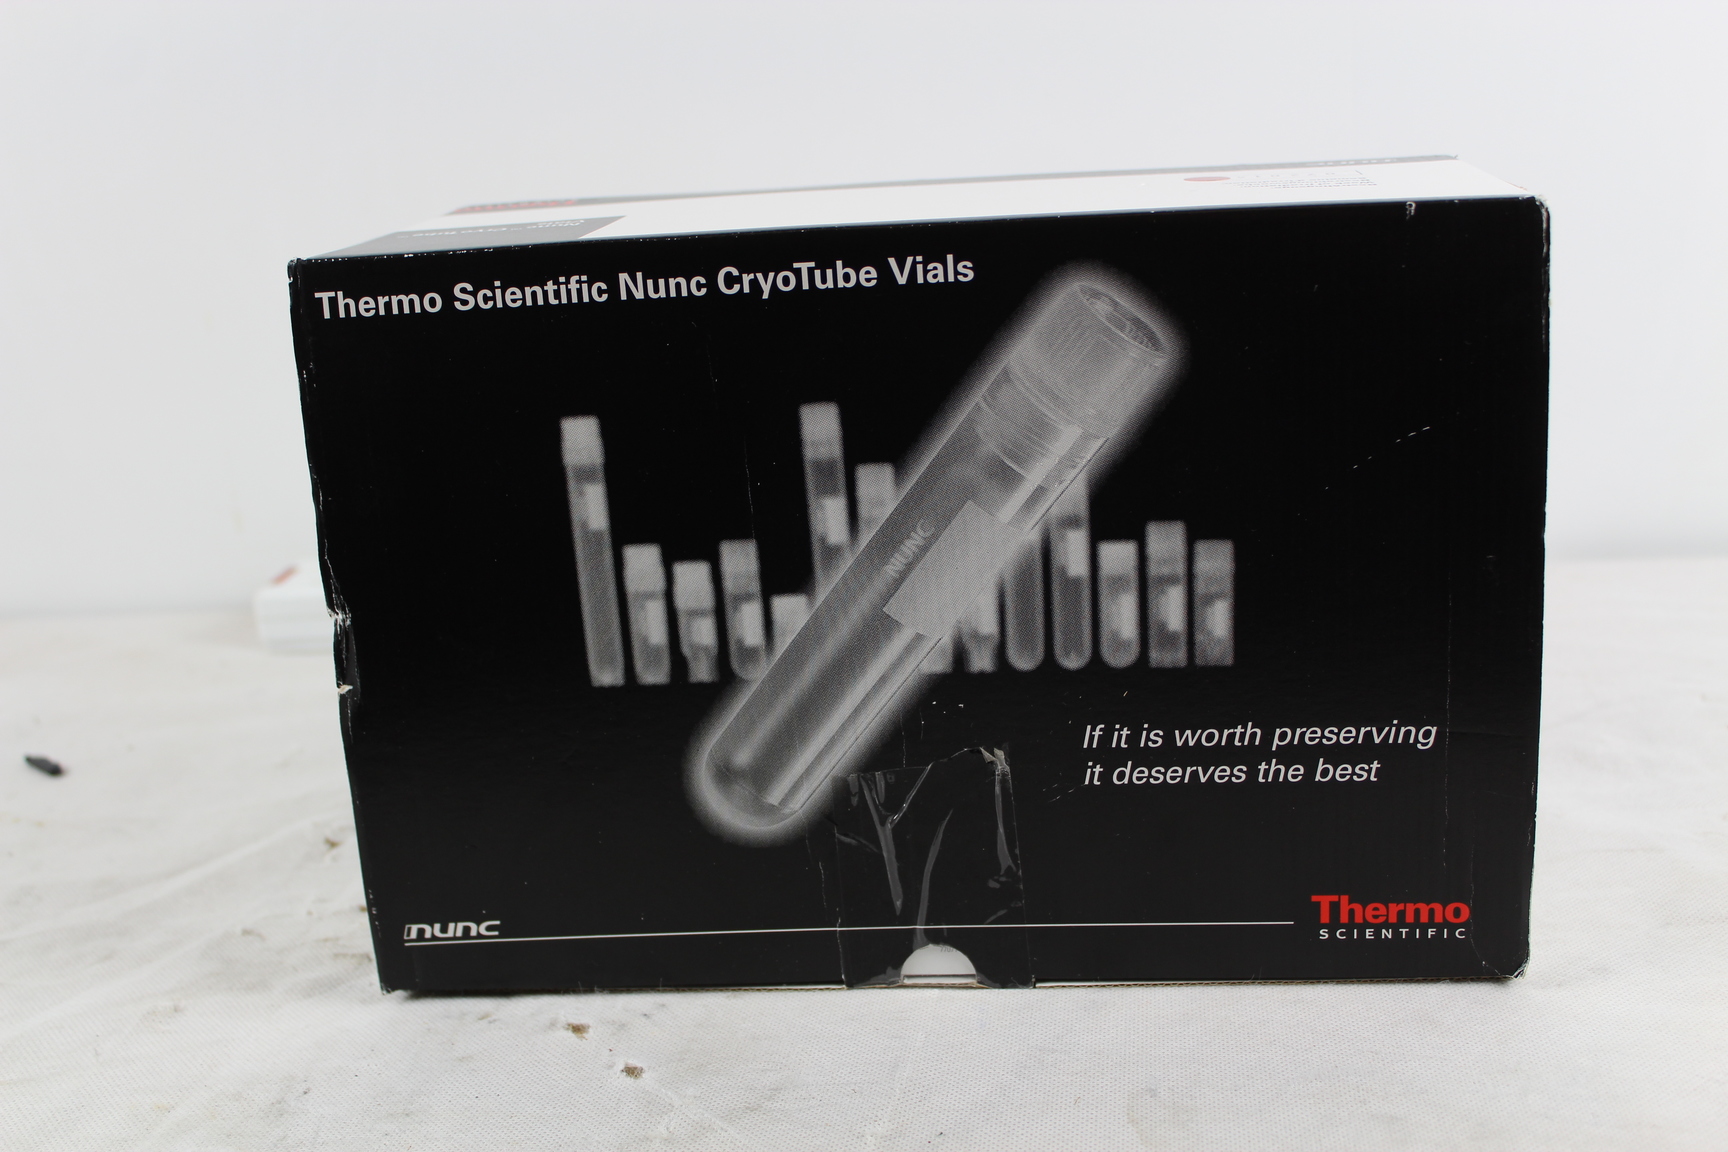 Thermo Scientific Nunc CryoTube Vials
NUNC
If it is worth preserving
it deserves the best
nunc
Thermo
SCIENTIFIC